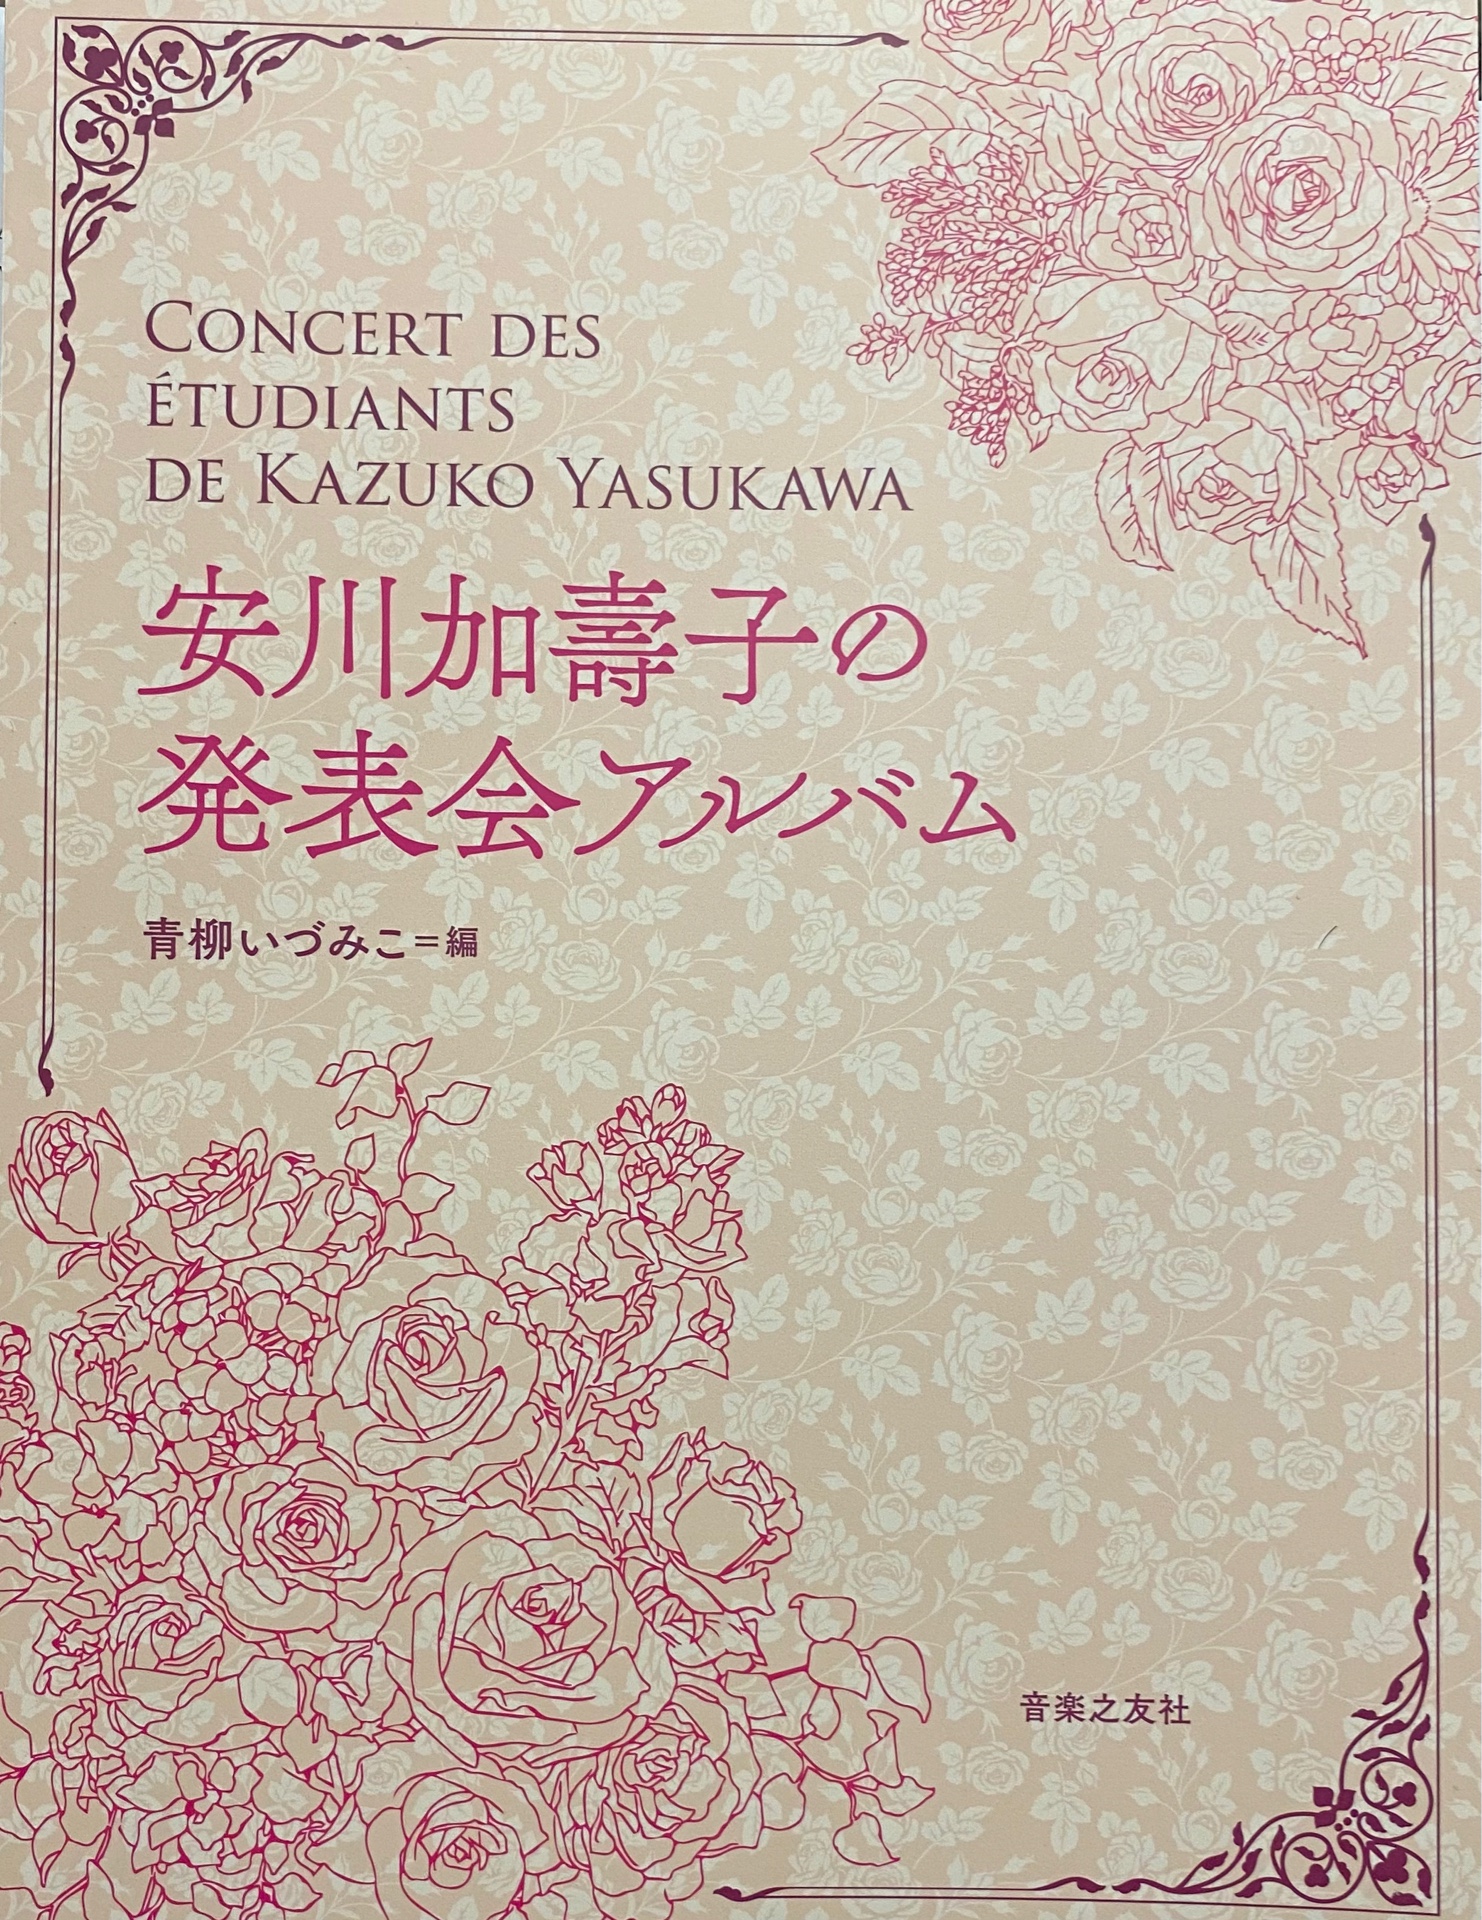 CONCERT DES
ÉTUDIANTS
DE KAZUKO YASUKAWA
安川加壽子の
発表会アルバム
青柳いづみこ=編
音楽之友社